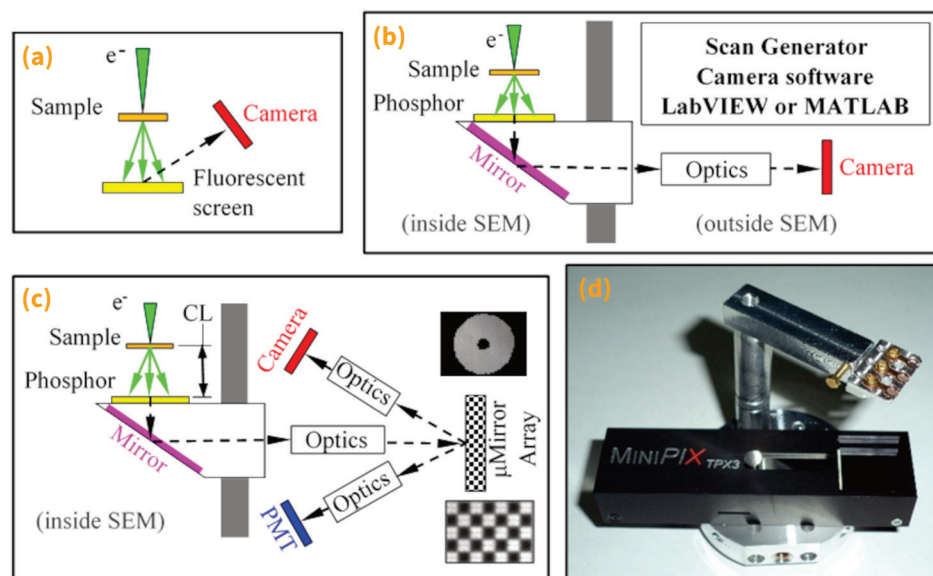 (a)
e-
Sample
Camera
Fluorescent
screen
(b)
e-
Sample
Phosphor
Mirror
Optics
Camera
(inside SEM)
(outside SEM)
Scan Generator
Camera software
LabVIEW or MATLAB
(c)
e-
CL
Sample
Phosphor
Mirror
Optics
Camera
Optics
Optics
PMT
μMirror
Array
(inside SEM)
(d)
MINIPIX TPX3